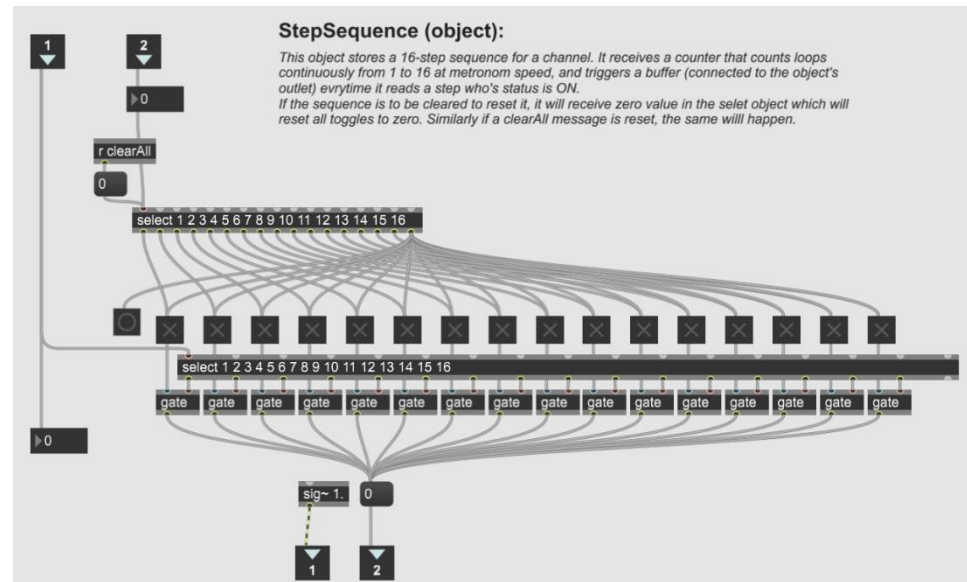 StepSequence (object):
This object stores a 16-step sequence for a channel. It receives a counter that counts loops
continuously from 1 to 16 at metronom speed, and triggers a buffer (connected to the object's
outlet) evrytime it reads a step who's status is ON.
If the sequence is to be cleared to reset it, it will receive zero value in the selet object which will
reset all toggles to zero. Similarly if a clearAll message is reset, the same willl happen.
1
2
0
r clearAll
0
select 1 2 3 4 5 6 7 8 9 10 11 12 13 14 15 16
select 1 2 3 4 5 6 7 8 9 10 11 12 13 14 15 16
gate gate gate gate gate gate gate gate gate gate gate gate gate gate gate gate
0
sig~ 1. 0
1 2